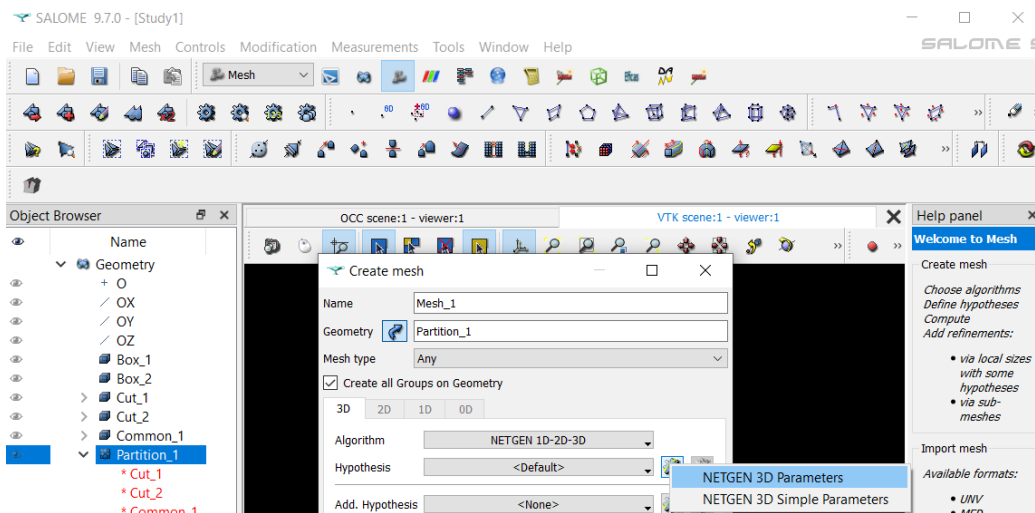 SALOME 9.7.0 - [Study1]
File Edit View Mesh Controls Modification Measurements Tools Window Help
SALOME
Mesh
Object Browser
OCC scene:1 - viewer:1
VTK scene:1 - viewer:1
Help panel
Name
Geometry
O
OX
OY
OZ
Box_1
Box_2
Cut_1
Cut_2
Common_1
Partition_1
* Cut_1
* Cut_2
* Common_1
Create mesh
Name
Mesh_1
Geometry
Partition_1
Mesh type
Any
Create all Groups on Geometry
3D 2D 1D 0D
Algorithm
NETGEN 1D-2D-3D
Hypothesis
<Default>
Add. Hypothesis
<None>
NETGEN 3D Parameters
NETGEN 3D Simple Parameters
Welcome to Mesh
Create mesh
Choose algorithms
Define hypotheses
Compute
Add refinements:
• via local sizes
with some
hypotheses
• via sub-
meshes
Import mesh
Available formats:
• UNV
• MED